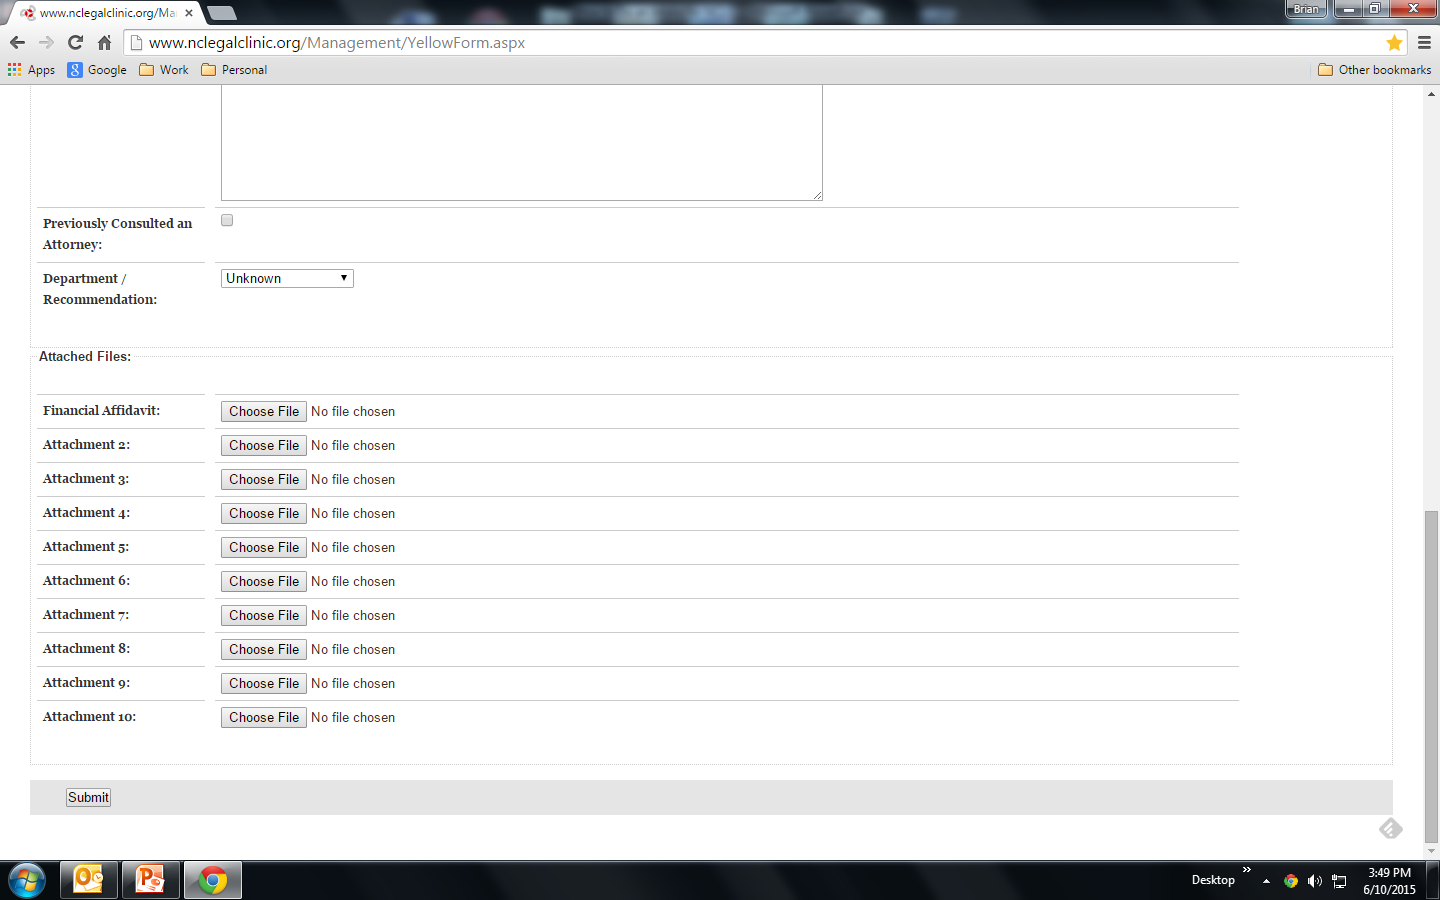 www.nclegalclinic.org/Ma
Brian
www.nclegalclinic.org/Management/YellowForm.aspx
Apps Google Work Personal Other bookmarks
Previously Consulted an
Attorney:
Department /
Recommendation:
Unknown
Attached Files:
Financial Affidavit: Choose File No file chosen
Attachment 2: Choose File No file chosen
Attachment 3: Choose File No file chosen
Attachment 4: Choose File No file chosen
Attachment 5: Choose File No file chosen
Attachment 6: Choose File No file chosen
Attachment 7: Choose File No file chosen
Attachment 8: Choose File No file chosen
Attachment 9: Choose File No file chosen
Attachment 10: Choose File No file chosen
Submit
Desktop
3:49 PM
6/10/2015